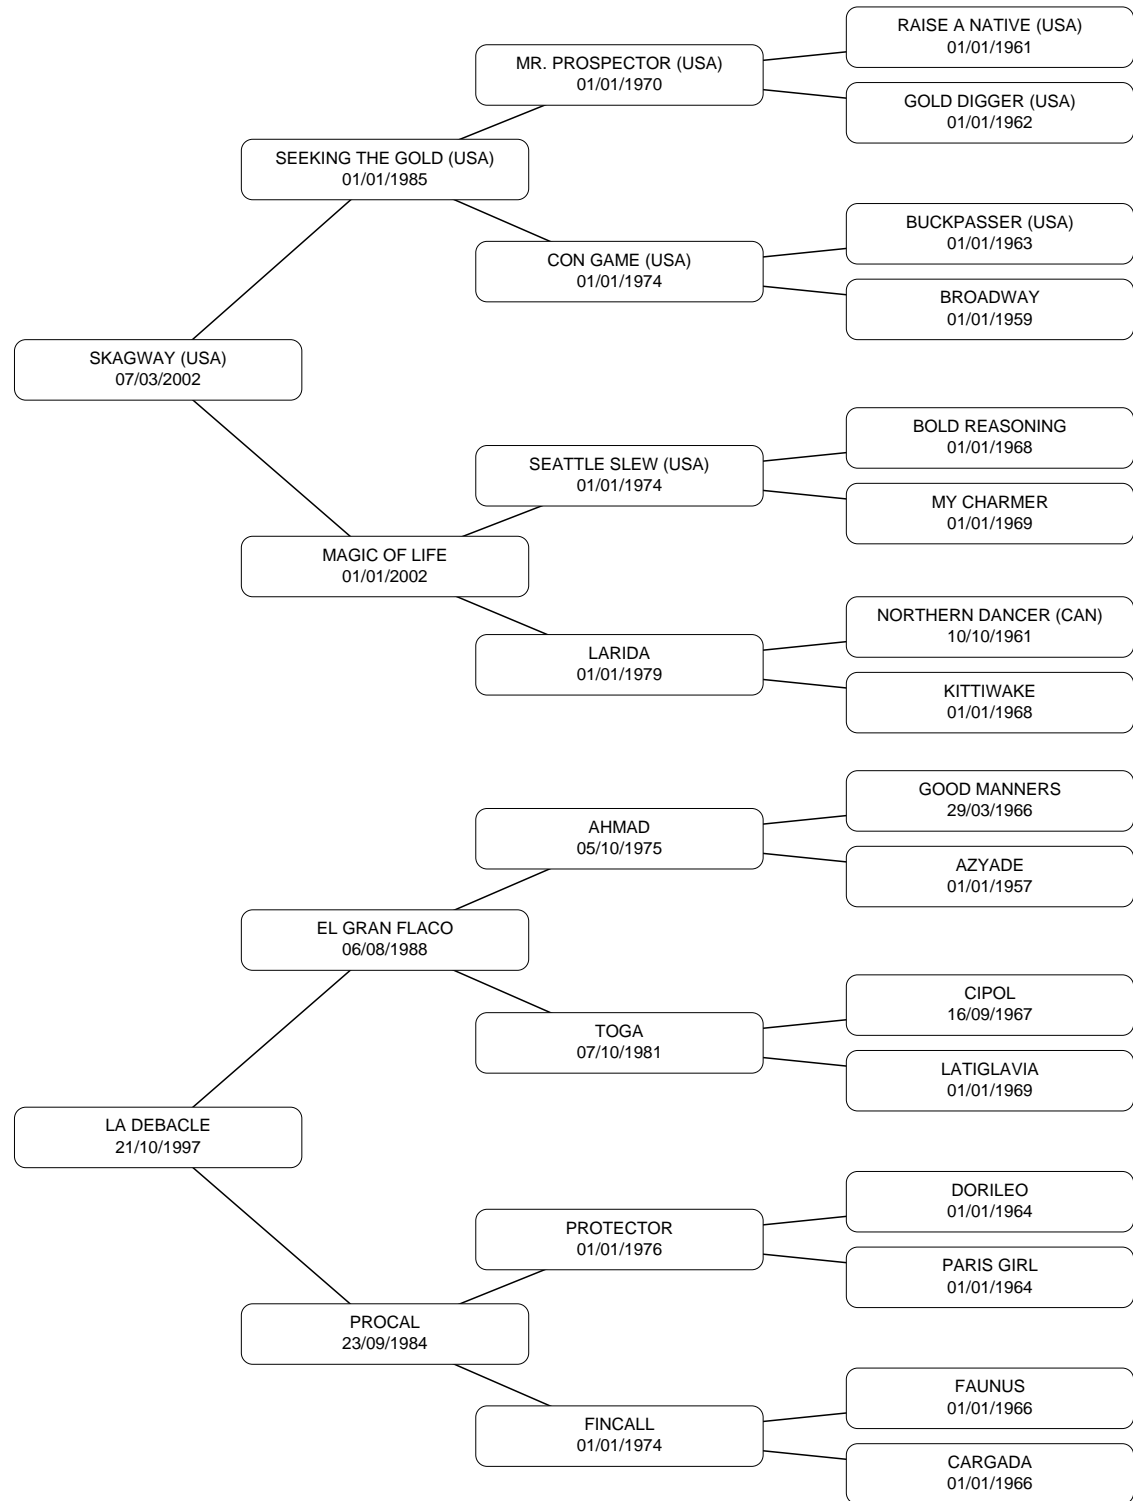 RAISE A NATIVE (USA)
01/01/1961
MR. PROSPECTOR (USA)
01/01/1970
GOLD DIGGER (USA)
01/01/1962
SEEKING THE GOLD (USA)
01/01/1985
BUCKPASSER (USA)
01/01/1963
CON GAME (USA)
01/01/1974
BROADWAY
01/01/1959
SKAGWAY (USA)
07/03/2002
BOLD REASONING
01/01/1968
SEATTLE SLEW (USA)
01/01/1974
MY CHARMER
01/01/1969
MAGIC OF LIFE
01/01/2002
NORTHERN DANCER (CAN)
10/10/1961
LARIDA
01/01/1979
KITTIWAKE
01/01/1968
GOOD MANNERS
29/03/1966
AHMAD
05/10/1975
AZYADE
01/01/1957
EL GRAN FLACO
06/08/1988
CIPOL
16/09/1967
TOGA
07/10/1981
LATIGLAVIA
01/01/1969
LA DEBACLE
21/10/1997
DORILEO
01/01/1964
PROTECTOR
01/01/1976
PARIS GIRL
01/01/1964
PROCAL
23/09/1984
FAUNUS
01/01/1966
FINCALL
01/01/1974
CARGADA
01/01/1966